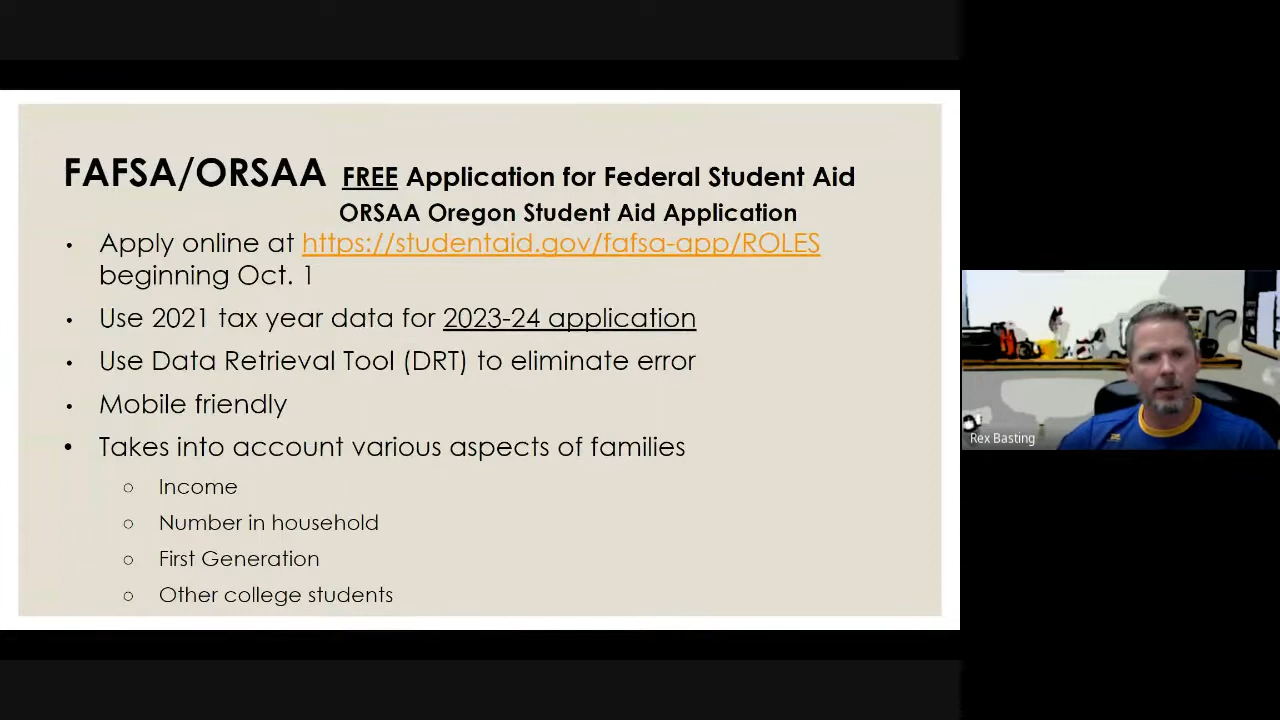 FAFSA/ORSAA FREE Application for Federal Student Aid
ORSAA Oregon Student Aid Application
• Apply online at https://studentaid.gov/fafsa-app/ROLES
beginning Oct. 1
• Use 2021 tax year data for 2023-24 application
• Use Data Retrieval Tool (DRT) to eliminate error
• Mobile friendly
• Takes into account various aspects of families
○ Income
○ Number in household
○ First Generation
○ Other college students
Rex Basting